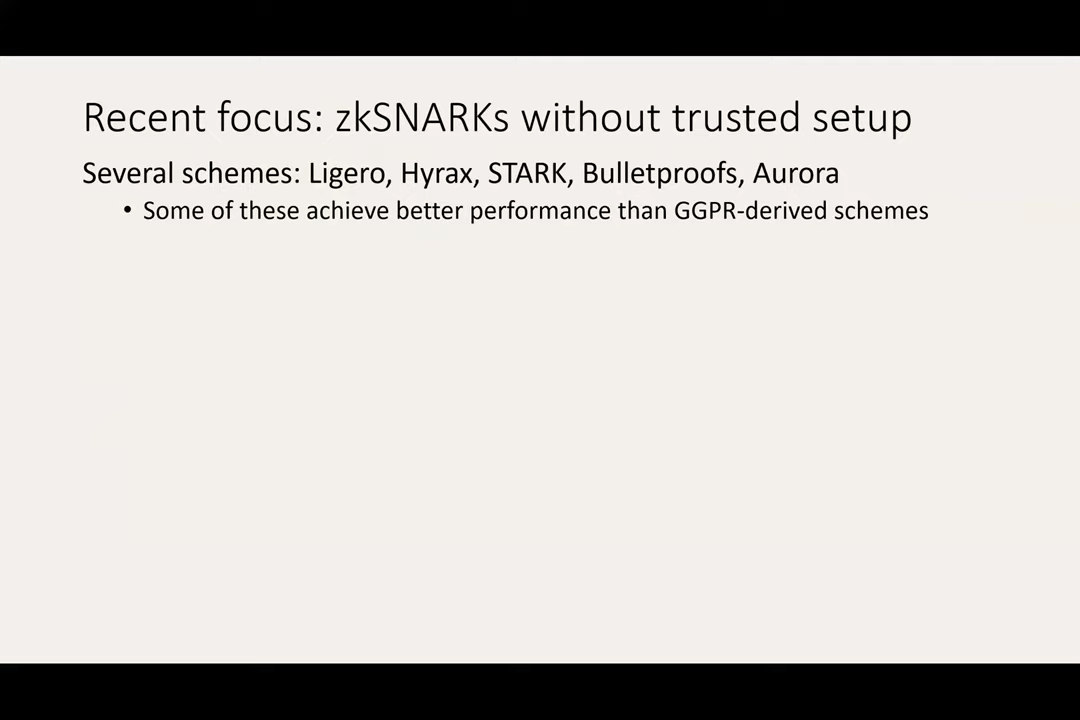 Recent focus: zkSNARKs without trusted setup
Several schemes: Ligero, Hyrax, STARK, Bulletproofs, Aurora
• Some of these achieve better performance than GGPR-derived schemes